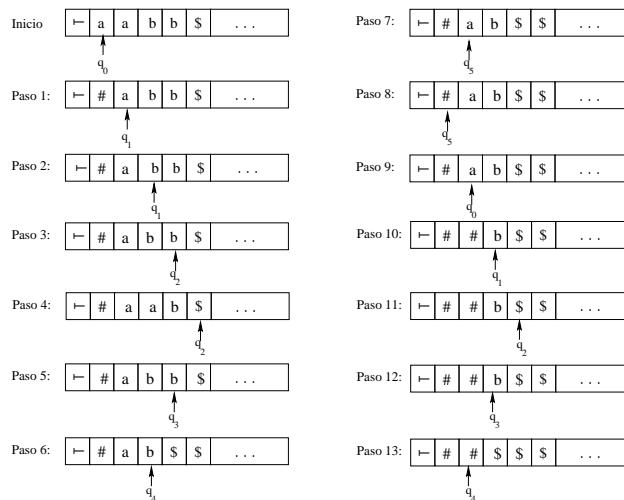 Inicio ⊢ a a b b $ . . .
q0
Paso 1: ⊢ # a b b $ . . .
q1
Paso 2: ⊢ # a b b $ . . .
q1
Paso 3: ⊢ # a b b $ . . .
q2
Paso 4: ⊢ # a a b $ . . .
q2
Paso 5: ⊢ # a b b $ . . .
q3
Paso 6: ⊢ # a b $ $ . . .
q4
Paso 7: ⊢ # a b $ $ . . .
q5
Paso 8: ⊢ # a b $ $ . . .
q5
Paso 9: ⊢ # a b $ $ . . .
q0
Paso 10: ⊢ # # b $ $ . . .
q1
Paso 11: ⊢ # # b $ $ . . .
q2
Paso 12: ⊢ # # b $ $ . . .
q3
Paso 13: ⊢ # # $ $ $ . . .
q4